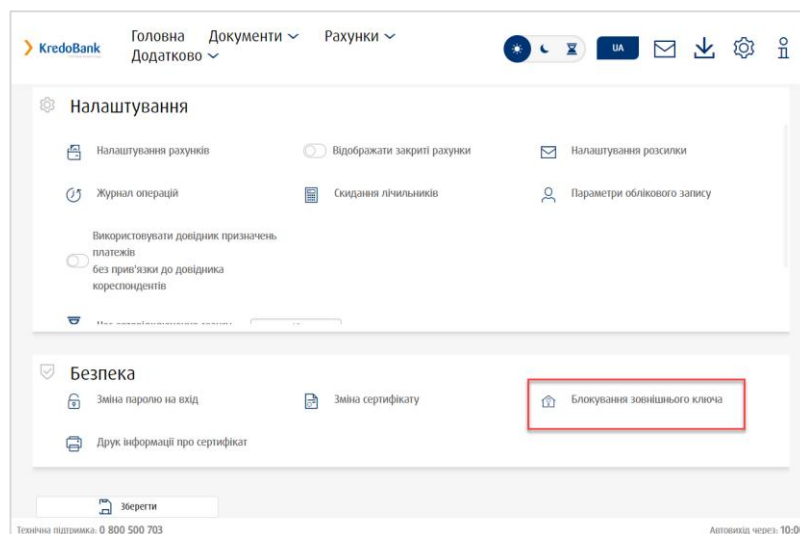 KredoBank
Головна Документи Рахунки
Додатково
UA
Налаштування
Налаштування рахунків Відображати закриті рахунки Налаштування розсилки
Журнал операцій Скидання лічильників Параметри облікового запису
Використовувати довідник призначень
платежів
без прив'язки до довідника
кореспондентів
Безпека
Зміна паролю на вхід Зміна сертифікату Блокування зовнішнього ключа
Друк інформації про сертифікат
Зберегти
Технічна підтримка: 0 800 500 703 Автовихід через: 10:0